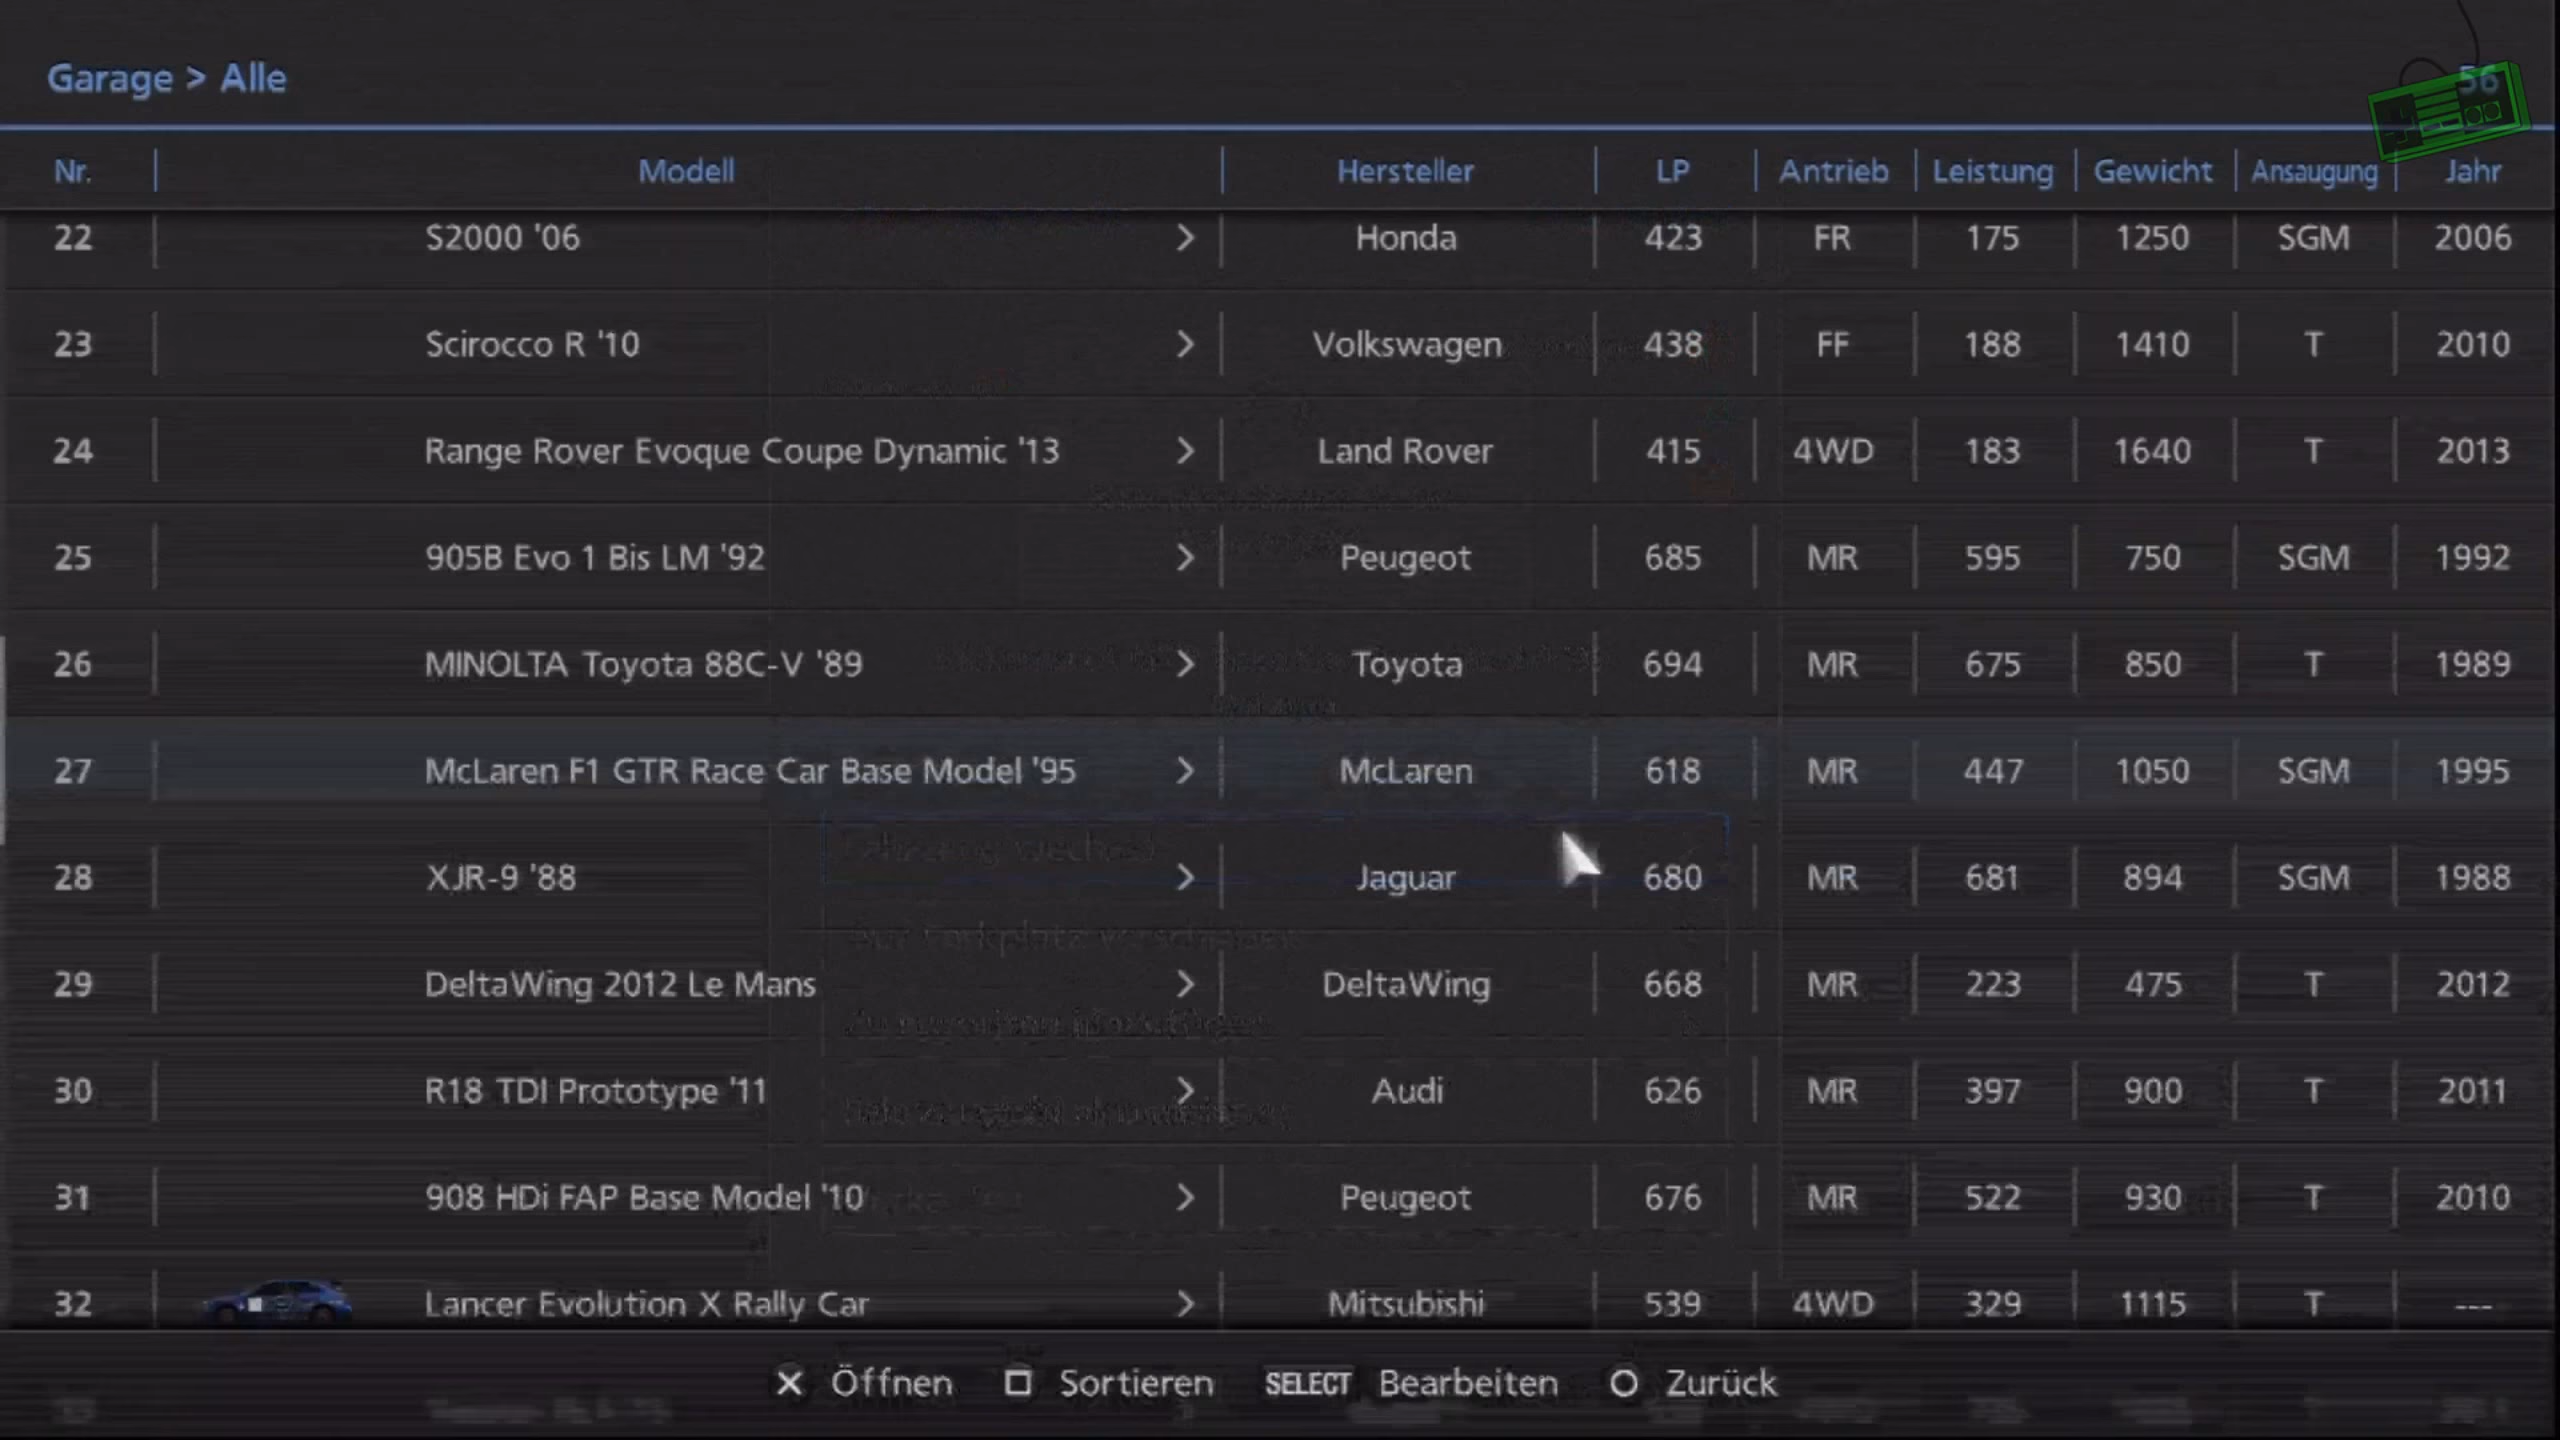 Garage > Alle
56
Nr. Modell Hersteller LP Antrieb Leistung Gewicht Ansaugung Jahr
22 S2000 '06 Honda 423 FR 175 1250 SGM 2006
23 Scirocco R '10 Volkswagen 438 FF 188 1410 T 2010
24 Range Rover Evoque Coupe Dynamic '13 Land Rover 415 4WD 183 1640 T 2013
25 905B Evo 1 Bis LM '92 Peugeot 685 MR 595 750 SGM 1992
26 MINOLTA Toyota 88C-V '89 Toyota 694 MR 675 850 T 1989
27 McLaren F1 GTR Race Car Base Model '95 McLaren 618 MR 447 1050 SGM 1995
28 XJR-9 '88 Jaguar 680 MR 681 894 SGM 1988
29 DeltaWing 2012 Le Mans DeltaWing 668 MR 223 475 T 2012
30 R18 TDI Prototype '11 Audi 626 MR 397 900 T 2011
31 908 HDi FAP Base Model '10 Peugeot 676 MR 522 930 T 2010
32 Lancer Evolution X Rally Car Mitsubishi 539 4WD 329 1115 T ---
Öffnen Sortieren SELECT Bearbeiten Zurück